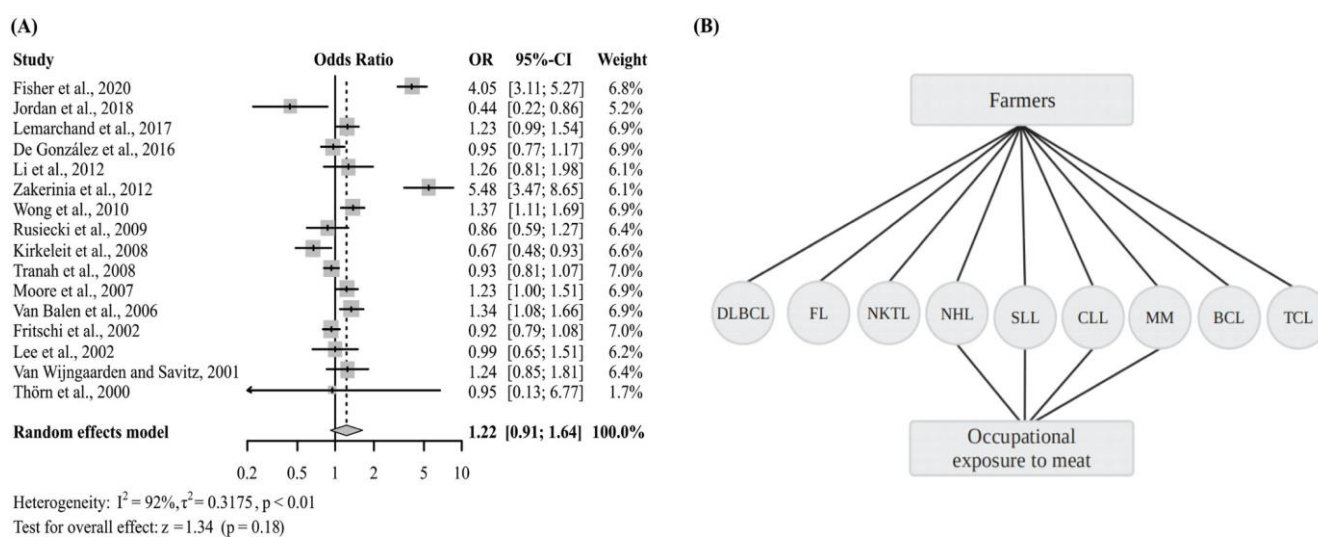 (A)
Study Odds Ratio OR 95%-CI Weight
Fisher et al., 2020 4.05 [3.11; 5.27] 6.8%
Jordan et al., 2018 0.44 [0.22; 0.86] 5.2%
Lemarchand et al., 2017 1.23 [0.99; 1.54] 6.9%
De González et al., 2016 0.95 [0.77; 1.17] 6.9%
Li et al., 2012 1.26 [0.81; 1.98] 6.1%
Zakerinia et al., 2012 5.48 [3.47; 8.65] 6.1%
Wong et al., 2010 1.37 [1.11; 1.69] 6.9%
Rusiecki et al., 2009 0.86 [0.59; 1.27] 6.4%
Kirkeleit et al., 2008 0.67 [0.48; 0.93] 6.6%
Tranah et al., 2008 0.93 [0.81; 1.07] 7.0%
Moore et al., 2007 1.23 [1.00; 1.51] 6.9%
Van Balen et al., 2006 1.34 [1.08; 1.66] 6.9%
Fritschi et al., 2002 0.92 [0.79; 1.08] 7.0%
Lee et al., 2002 0.99 [0.65; 1.51] 6.2%
Van Wijngaarden and Savitz, 2001 1.24 [0.85; 1.81] 6.4%
Thörn et al., 2000 0.95 [0.13; 6.77] 1.7%
Random effects model 1.22 [0.91; 1.64] 100.0%
0.2 0.5 1 2 5 10
Heterogeneity: I² = 92%, τ² = 0.3175, p < 0.01
Test for overall effect: z = 1.34 (p = 0.18)
(B)
Farmers
DLBCL FL NKTL NHL SLL CLL MM BCL TCL
Occupational
exposure to meat